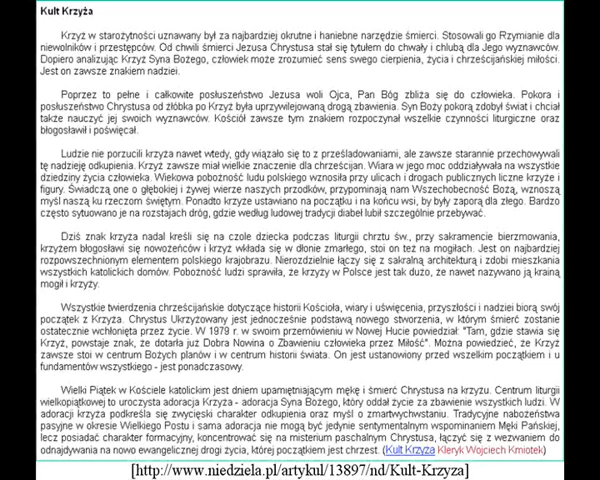 Kult Krzyża
Krzyż w starożytności uznawany był za najbardziej okrutne i haniebne narzędzie śmierci. Stosowali go Rzymianie dla
niewolników i przestępców. Od chwili śmierci Jezusa Chrystusa stał się tytułem do chwały i chlubą dla Jego wyznawców.
Dopiero analizując Krzyż Syna Bożego, człowiek może zrozumieć sens swego cierpienia, życia i chrześcijańskiej miłości.
Jest on zawsze znakiem nadziei.
Poprzez to pełne i całkowite posłuszeństwo Jezusa woli Ojca, Pan Bóg zbliża się do człowieka. Pokora i
posłuszeństwo Chrystusa od żłóbka po Krzyż była uprzywilejowaną drogą zbawienia. Syn Boży pokorą zdobył świat i chciał
także nauczyć jej swoich wyznawców. Kościół zawsze tym znakiem rozpoczynał wszelkie czynności liturgiczne oraz
błogosławił i poświęcał.
Ludzie nie porzucili krzyża nawet wtedy, gdy wiązało się to z prześladowaniami, ale zawsze starannie przechowywali
tę nadzieję odkupienia. Krzyż zawsze miał wielkie znaczenie dla chrześcijan. Wiara w jego moc oddziaływała na wszystkie
dziedziny życia człowieka. Wiekowa pobożność ludu polskiego wznosiła przy ulicach i drogach publicznych liczne krzyże i
figury. Świadczą one o głębokiej i żywej wierze naszych przodków, przypominają nam Wszechobecność Bożą, wznoszą
myśl naszą ku rzeczom świętym. Ponadto krzyże ustawiano na początku i na końcu wsi, by były zaporą dla złego. Bardzo
często sytuowano je na rozstajach dróg, gdzie według ludowej tradycji diabeł lubił szczególnie przebywać.
Dziś znak krzyża nadal kreśli się na czole dziecka podczas liturgii chrztu św., przy sakramencie bierzmowania,
krzyżem błogosławi się nowożeńców i krzyż wkłada się w dłonie zmarłego, stoi on też na mogiłach. Jest on najbardziej
rozpowszechnionym elementem polskiego krajobrazu. Nierozdzielnie łączy się z sakralną architekturą i zdobi mieszkania
wszystkich katolickich domów. Pobożność ludu sprawiła, że krzyży w Polsce jest tak dużo, że nawet nazywano ją krainą
mogił i krzyży.
Wszystkie twierdzenia chrześcijańskie dotyczące historii Kościoła, wiary i uświęcenia, przyszłości i nadziei biorą swój
początek z Krzyża. Chrystus Ukrzyżowany jest jednocześnie podstawą nowego stworzenia, w którym śmierć zostanie
ostatecznie wchłonięta przez życie. W 1979 r. w swoim przemówieniu w Nowej Hucie powiedział: "Tam, gdzie stawia się
Krzyż, powstaje znak, że dotarła już Dobra Nowina o Zbawieniu człowieka przez Miłość". Można powiedzieć, że Krzyż
zawsze stoi w centrum Bożych planów i w centrum historii świata. On jest ustanowiony przed wszelkim początkiem i u
fundamentów wszystkiego - jest ponadczasowy.
Wielki Piątek w Kościele katolickim jest dniem upamiętniającym mękę i śmierć Chrystusa na krzyżu. Centrum liturgii
wielkopiątkowej to uroczysta adoracja Krzyża - adoracja Syna Bożego, który oddał życie za zbawienie wszystkich ludzi. W
adoracji krzyża podkreśla się zwycięski charakter odkupienia oraz myśl o zmartwychwstaniu. Tradycyjne nabożeństwa
pasyjne w okresie Wielkiego Postu i sama adoracja nie mogą być jedynie sentymentalnym wspominaniem Męki Pańskiej,
lecz posiadać charakter formacyjny, koncentrować się na misterium paschalnym Chrystusa, łączyć się z wezwaniem do
odnajdywania na nowo ewangelicznej drogi życia, której początkiem jest chrzest. (Kult Krzyża Kleryk Wojciech Kmiotek)
[http://www.niedziela.pl/artykul/13897/nd/Kult-Krzyza]